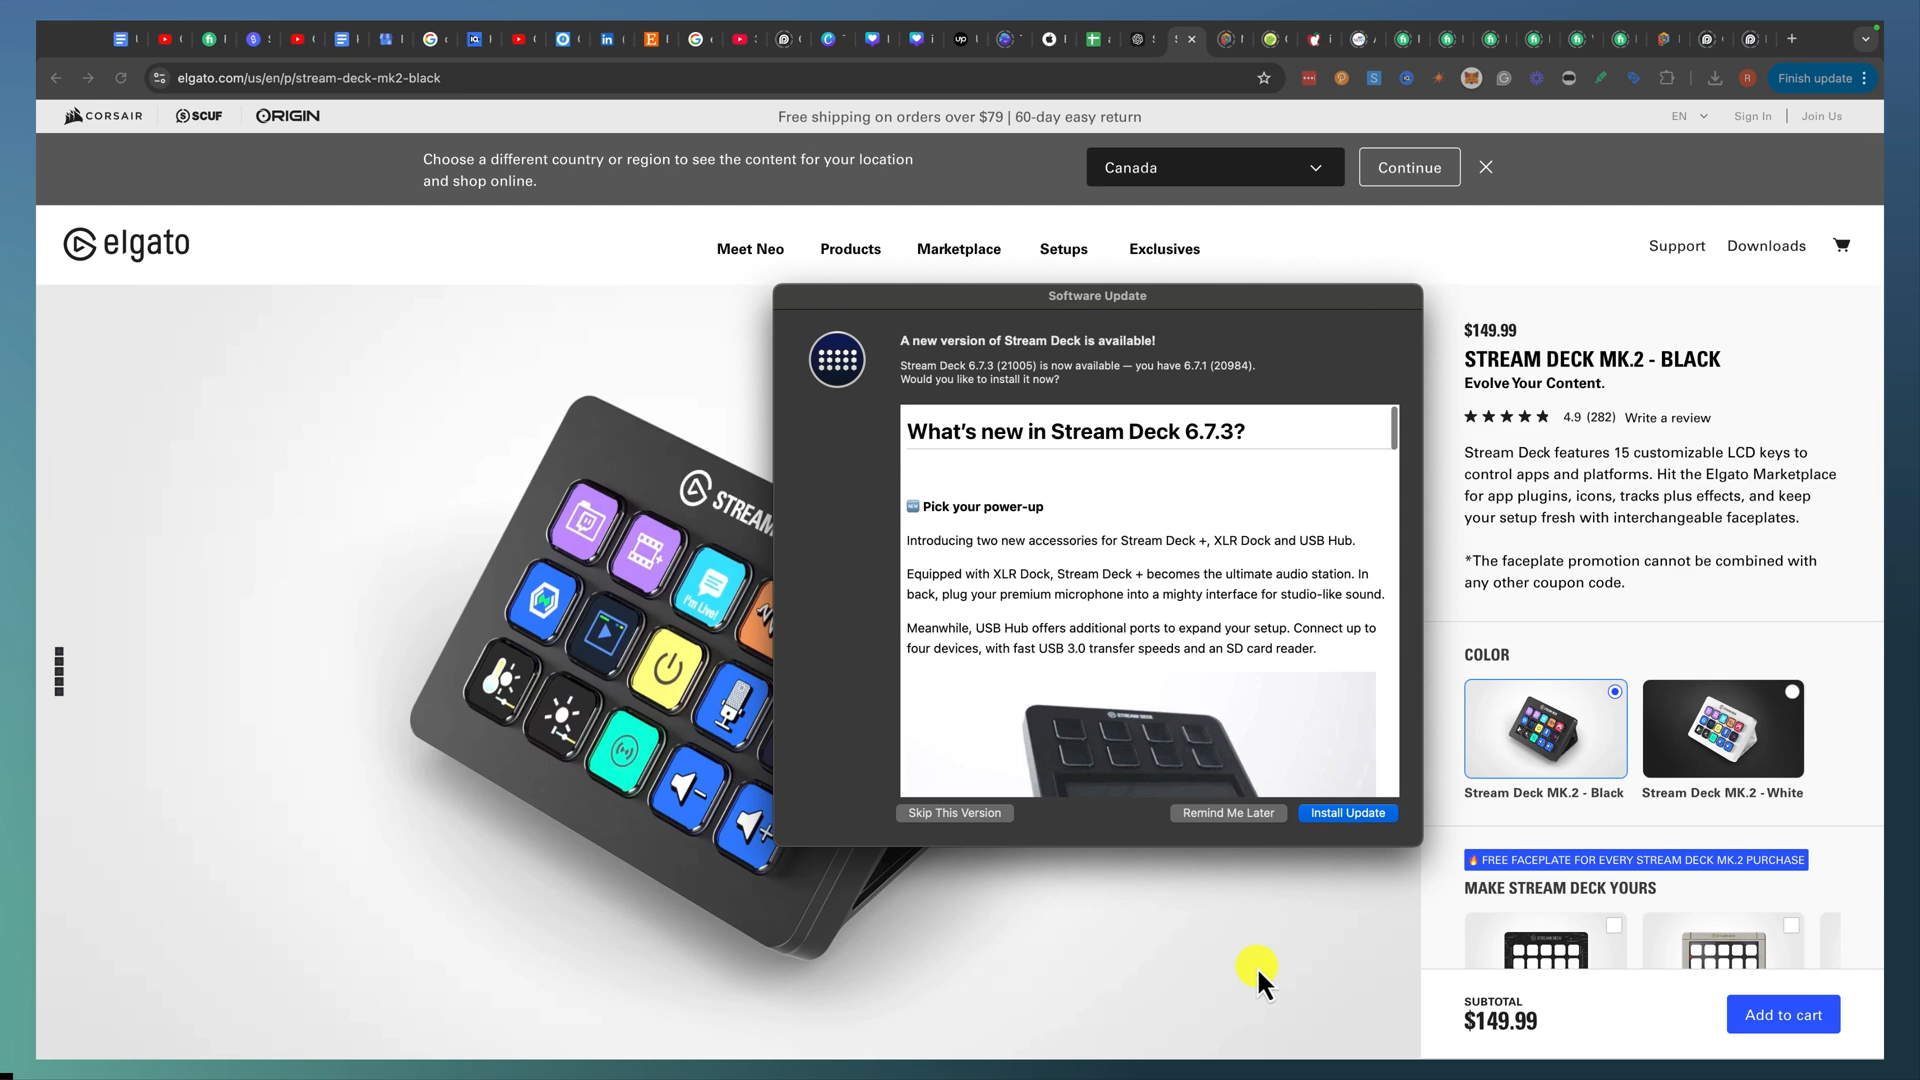 elgato.com/us/en/p/stream-deck-mk2-black
Finish update
CORSAIR
SCUF
ORIGIN
Free shipping on orders over $79 | 60-day easy return
EN
Sign In
Join Us
Choose a different country or region to see the content for your location
and shop online.
Canada
Continue
elgato
Meet Neo
Products
Marketplace
Setups
Exclusives
Support
Downloads
Software Update
A new version of Stream Deck is available!
Stream Deck 6.7.3 (21005) is now available — you have 6.7.1 (20984).
Would you like to install it now?
What's new in Stream Deck 6.7.3?
NEW Pick your power-up
Introducing two new accessories for Stream Deck +, XLR Dock and USB Hub.
Equipped with XLR Dock, Stream Deck + becomes the ultimate audio station. In
back, plug your premium microphone into a mighty interface for studio-like sound.
Meanwhile, USB Hub offers additional ports to expand your setup. Connect up to
four devices, with fast USB 3.0 transfer speeds and an SD card reader.
STREAM DECK
Skip This Version
Remind Me Later
Install Update
STREAM
I'm Live!
$149.99
STREAM DECK MK.2 - BLACK
Evolve Your Content.
4.9 (282) Write a review
Stream Deck features 15 customizable LCD keys to
control apps and platforms. Hit the Elgato Marketplace
for app plugins, icons, tracks plus effects, and keep
your setup fresh with interchangeable faceplates.
*The faceplate promotion cannot be combined with
any other coupon code.
COLOR
Stream Deck MK.2 - Black
Stream Deck MK.2 - White
🔥 FREE FACEPLATE FOR EVERY STREAM DECK MK.2 PURCHASE
MAKE STREAM DECK YOURS
SUBTOTAL
$149.99
Add to cart